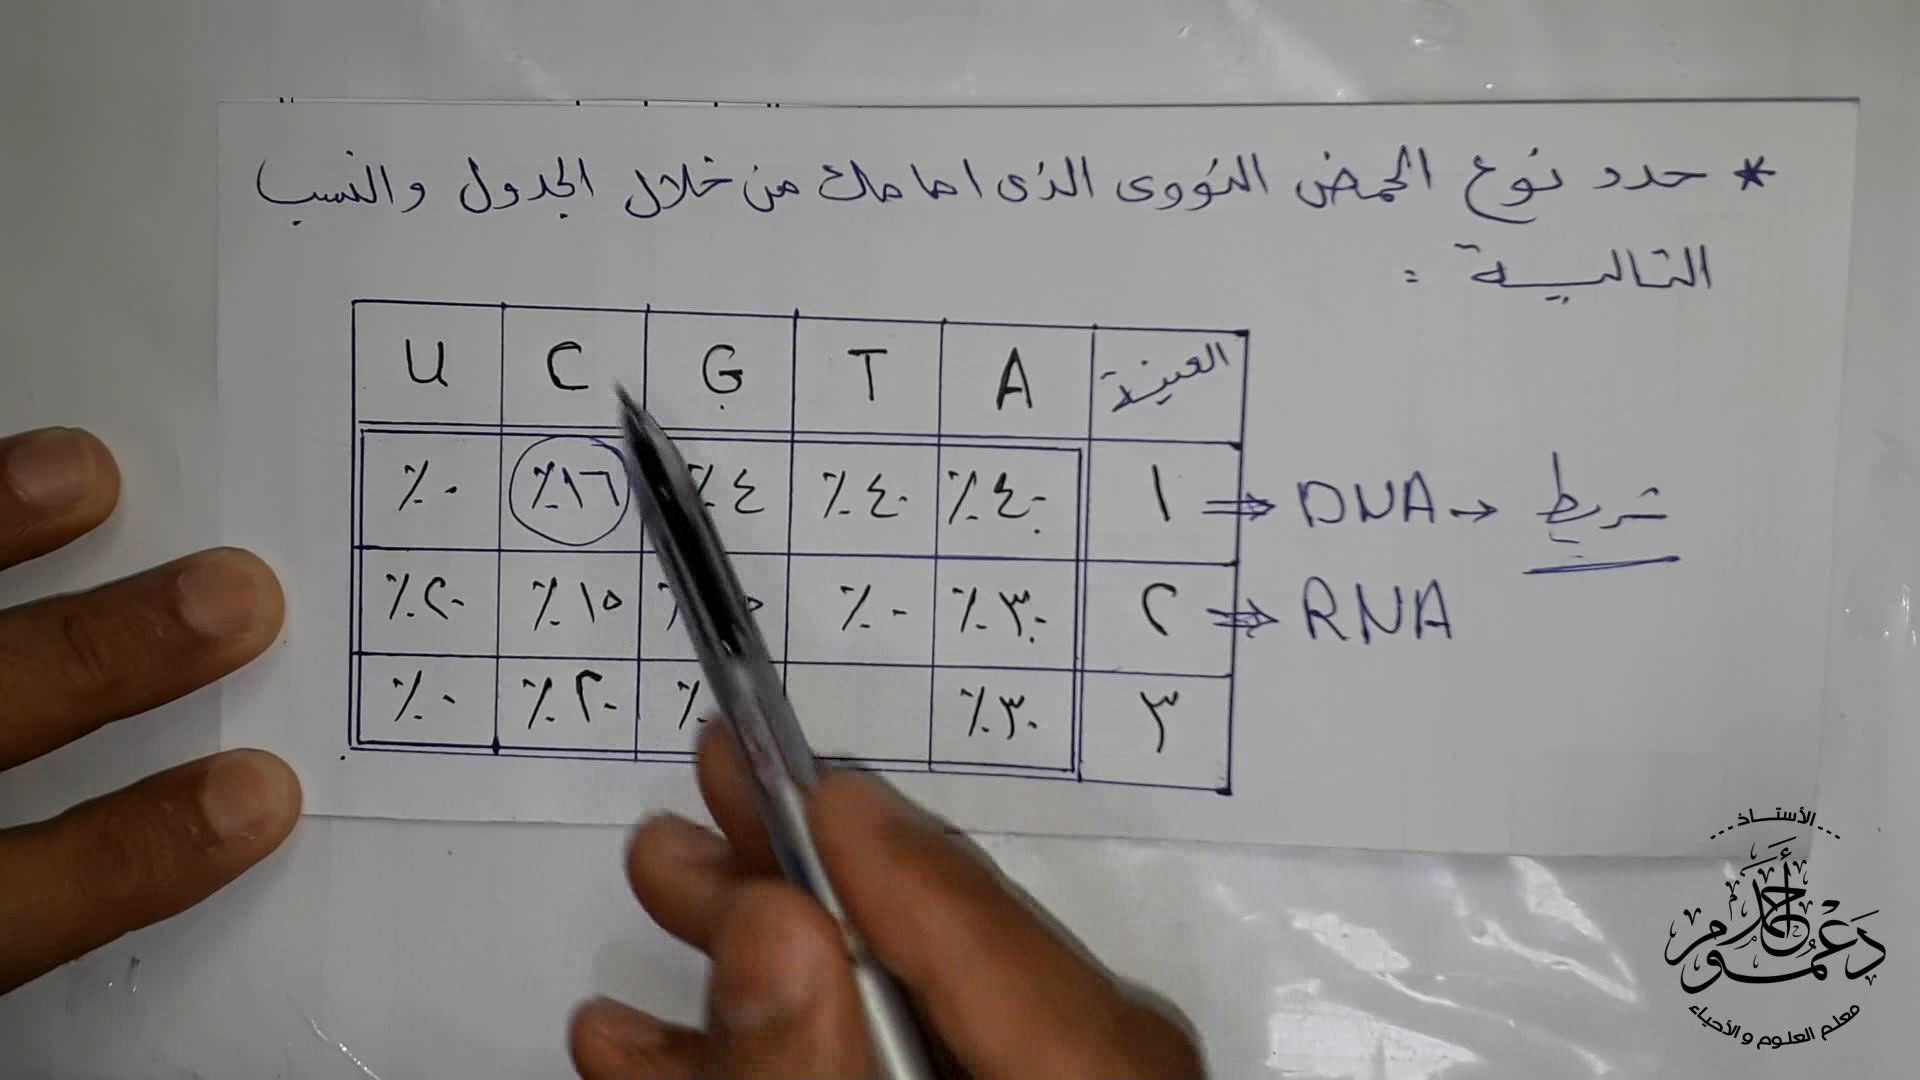 * حدد نوع الحمض النووى الذى امامك من خلال الجدول والنسب
التالية :
العينة A T G C U
١ ٪٤٠ ٪٤٠ ٪٤ ٪١٦ ٪٠ ⇒ DNA → شريط
٢ ٪٣٠ ٪٠ ٪١٥ ٪٢٠ ⇒ RNA
٣ ٪٣٠ ٪٢٠ ٪٠
الأستاذ
أحمد دعموم
معلم العلوم و الأحياء